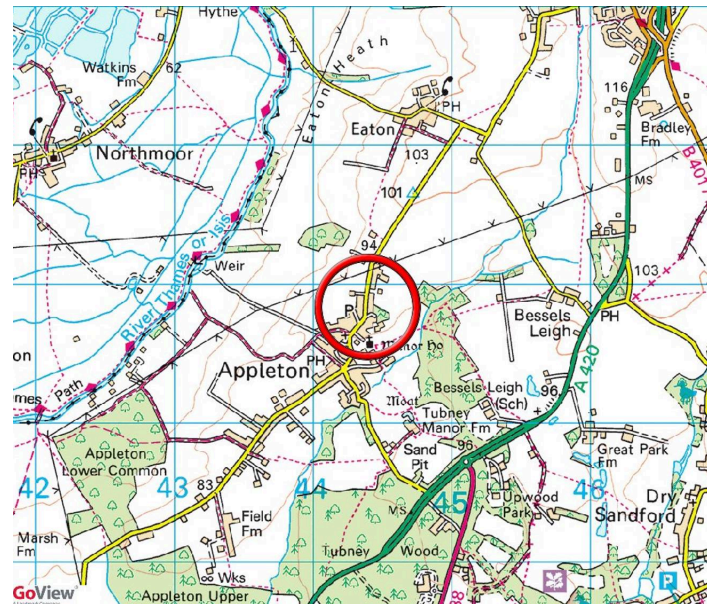 Hythe
Watkins
Fm
62
Eaton Heath
PH
Eaton
103
101
116
Bradley
Fm
Northmoor
PH
MS
B 4017
94
River Thames or Isis
Weir
103
Bessels
Leigh
PH
A 420
Manor Ho
PH
Appleton
Path
Moat
Bessels Leigh
(Sch)
96
Tubney
Manor Fm
96
Sand
Pit
Great Park
Fm
Appleton
Lower Common
42
43
44
45
46
83
Field
Fm
MS
Upwood
Park
Dry
Sandford
Marsh
Fm
Tubney Wood
Wks
Appleton Upper
P
GoView